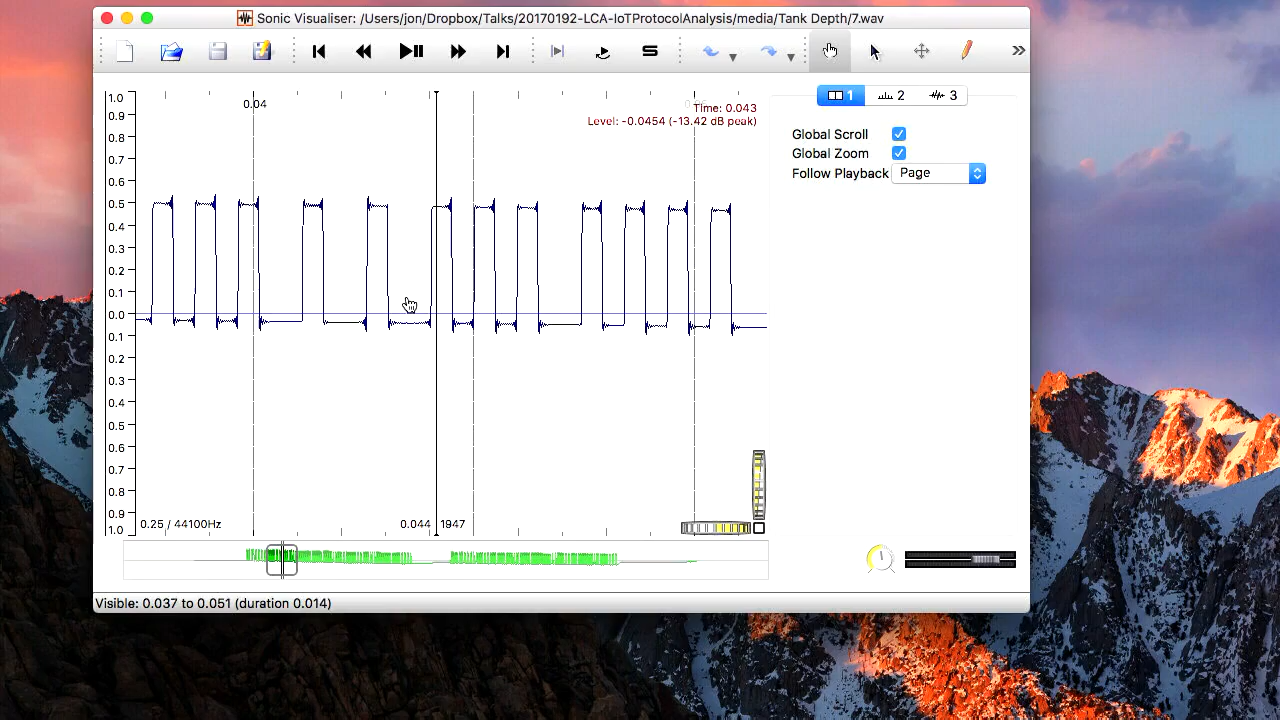 Sonic Visualiser: /Users/jon/Dropbox/Talks/20170192-LCA-IoTProtocolAnalysis/media/Tank Depth/7.wav
1 2 3
1.0
0.04
Time: 0.043
0.9
Level: -0.0454 (-13.42 dB peak)
Global Scroll
0.8
Global Zoom
0.7
Follow Playback Page
0.6
0.5
0.4
0.3
0.2
0.1
0.0
0.1
0.2
0.3
0.4
0.5
0.6
0.7
0.8
0.9
1.0
0.25 / 44100Hz
0.044 1947
Visible: 0.037 to 0.051 (duration 0.014)